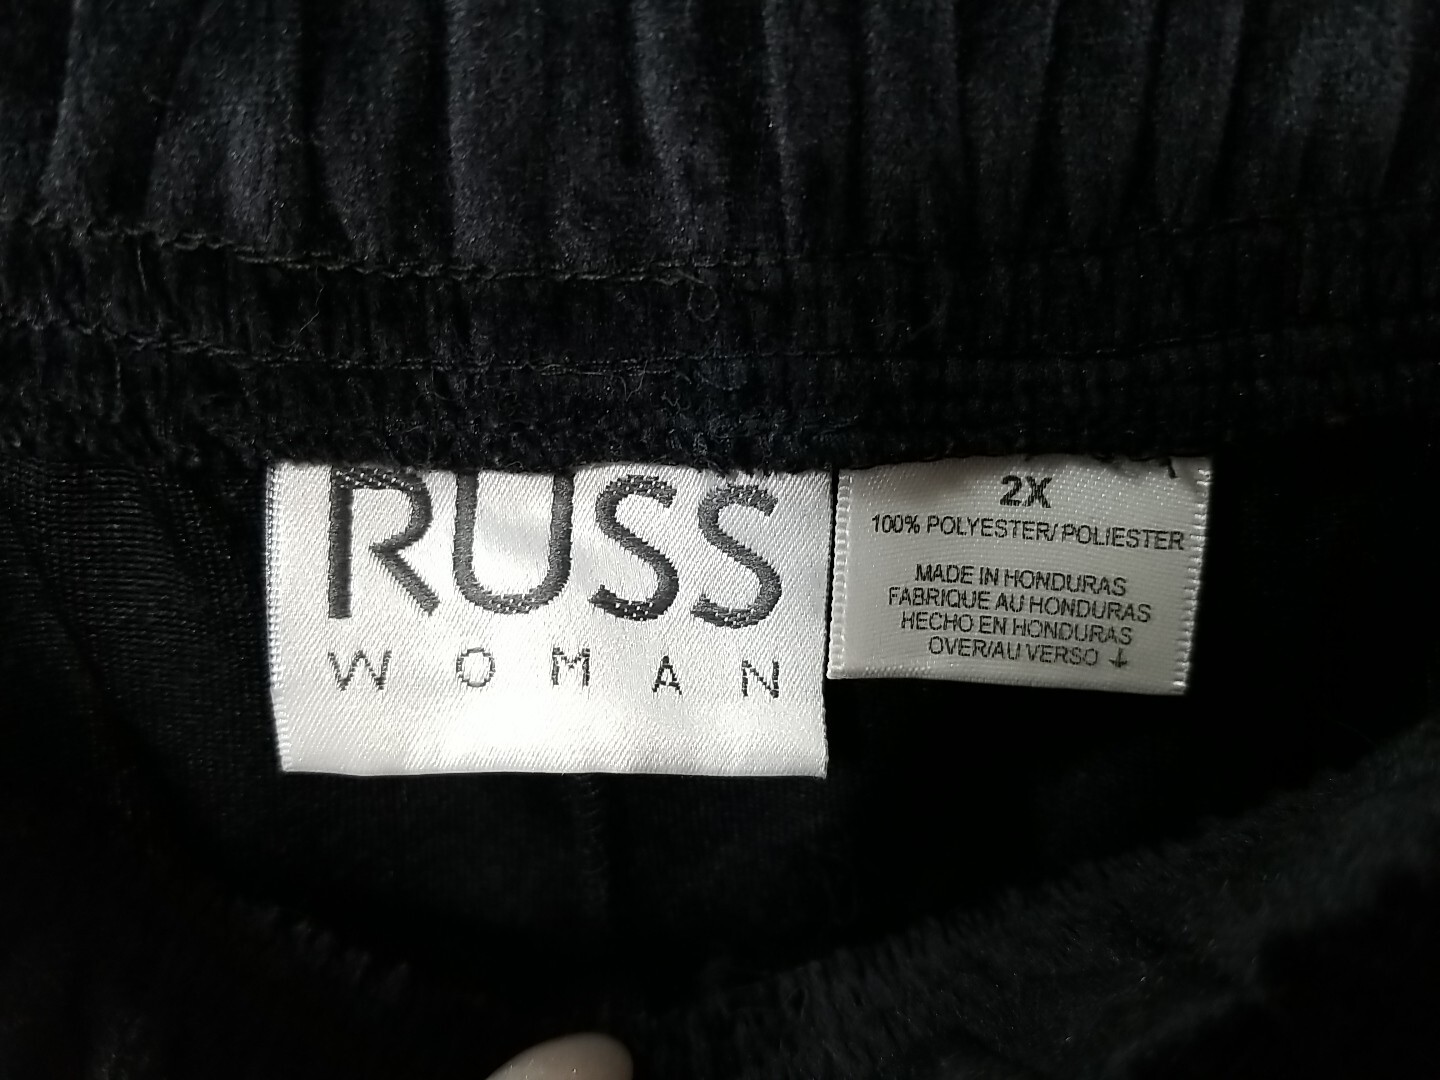 RUSS
WOMAN
2X
100% POLYESTER/POLIESTER
MADE IN HONDURAS
FABRIQUE AU HONDURAS
HECHO EN HONDURAS
OVER/AU VERSO ↓